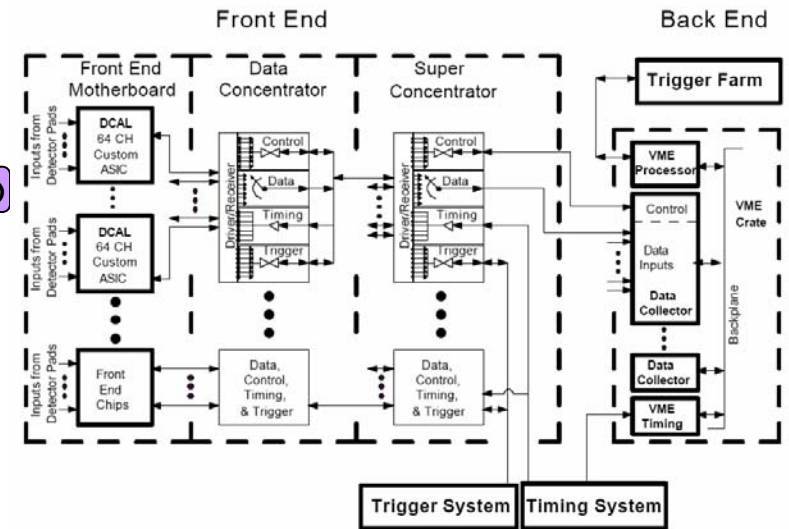 Front End
Back End
Front End
Motherboard
Data
Concentrator
Super
Concentrator
Trigger Farm
Inputs from
Detector Pads
DCAL
64 CH
Custom
ASIC
Driver/Receiver
Control
Data
Timing
Trigger
Driver/Receiver
Control
Data
Timing
Trigger
VME
Processor
VME
Crate
Control
Data
Inputs
Data
Collector
Backplane
Inputs from
Detector Pads
DCAL
64 CH
Custom
ASIC
Inputs from
Detector Pads
Front
End
Chips
Data,
Control,
Timing,
& Trigger
Data,
Control,
Timing,
& Trigger
Data
Collector
VME
Timing
Trigger System
Timing System